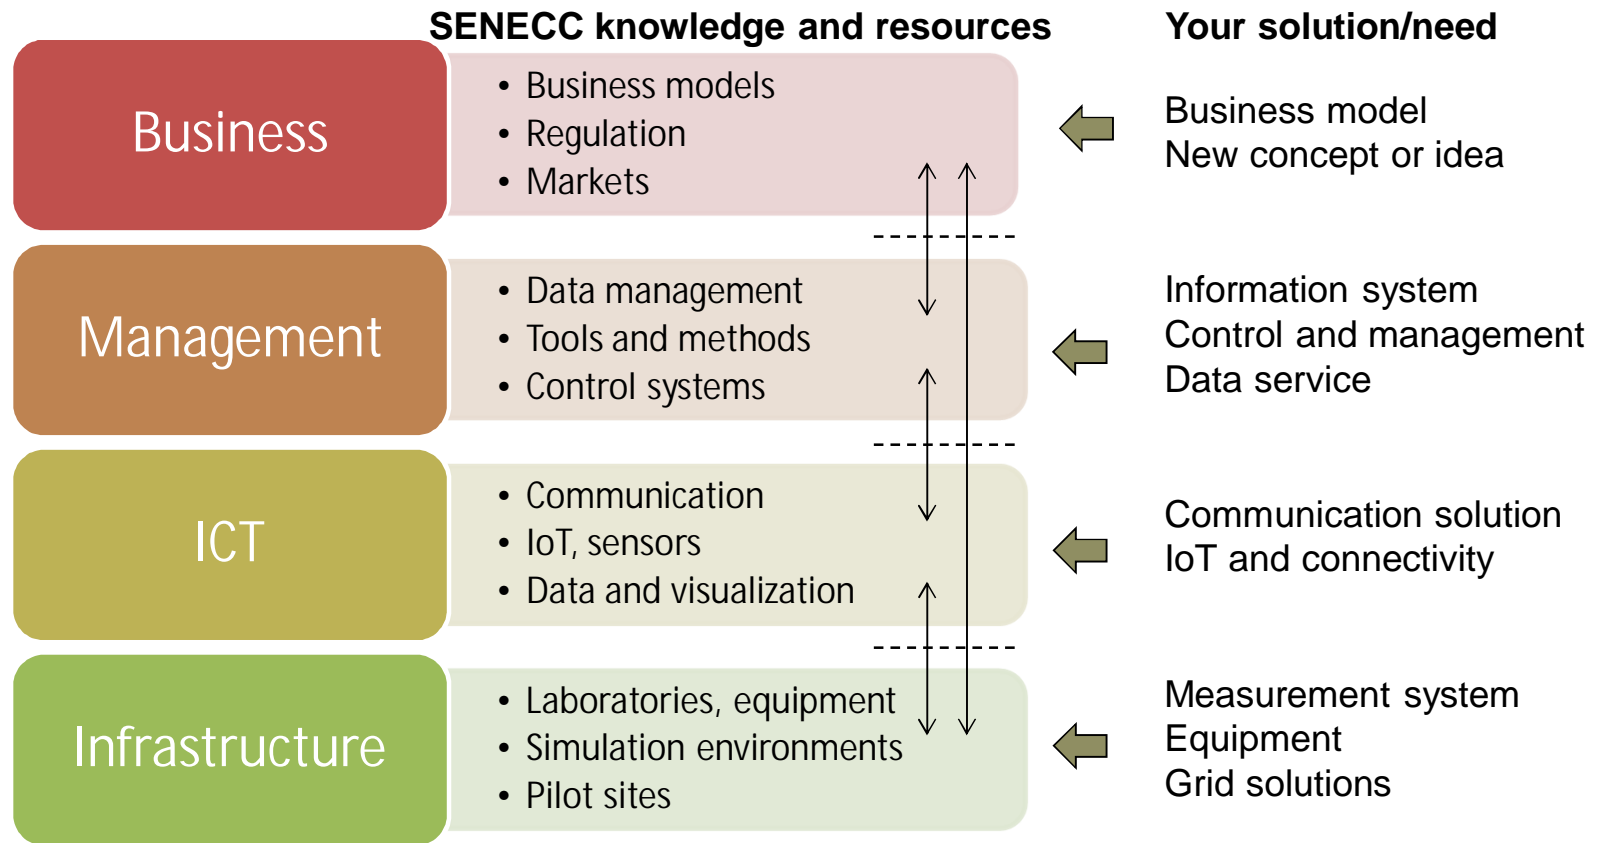 SENECC knowledge and resources
Your solution/need
Business
• Business models
• Regulation
• Markets
Business model
New concept or idea
Management
• Data management
• Tools and methods
• Control systems
Information system
Control and management
Data service
ICT
• Communication
• IoT, sensors
• Data and visualization
Communication solution
IoT and connectivity
Infrastructure
• Laboratories, equipment
• Simulation environments
• Pilot sites
Measurement system
Equipment
Grid solutions